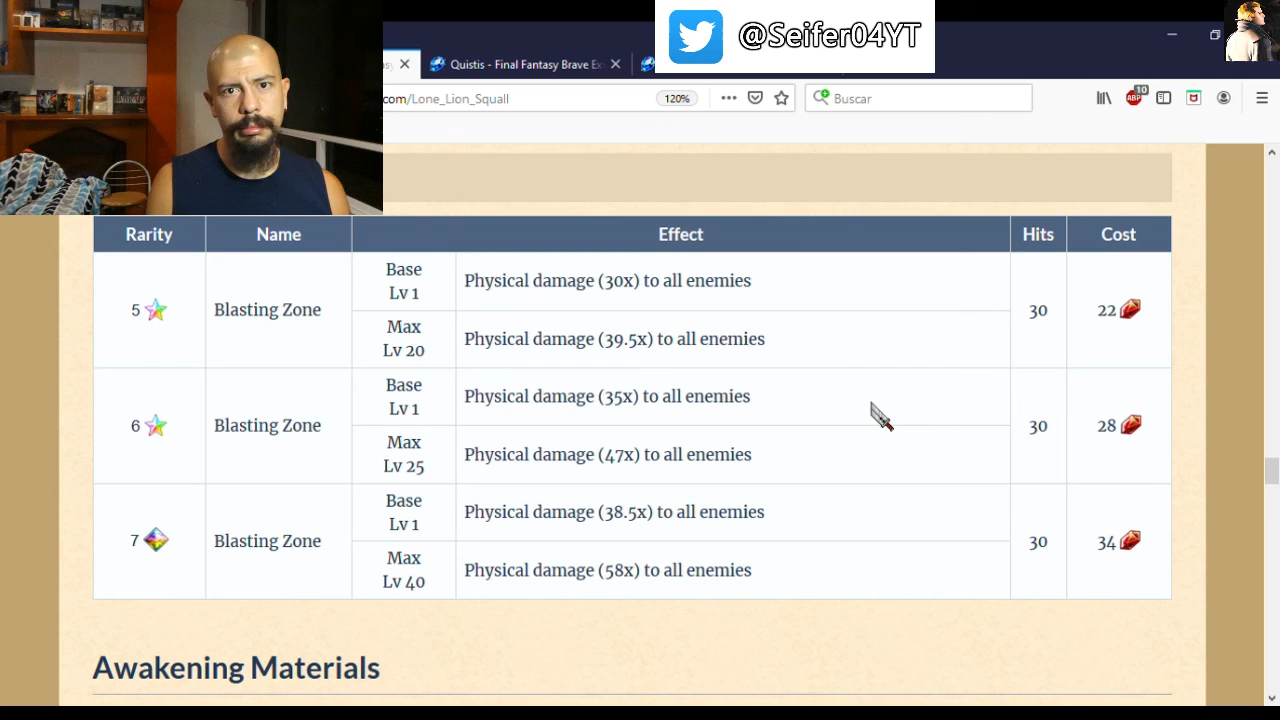 @Seifer04YT
Quistis - Final Fantasy Brave Ex
com/Lone_Lion_Squall
120%
Buscar
10
ABP
Rarity Name Effect Hits Cost
5 Blasting Zone Base Lv 1 Physical damage (30x) to all enemies 30 22
Max Lv 20 Physical damage (39.5x) to all enemies
6 Blasting Zone Base Lv 1 Physical damage (35x) to all enemies 30 28
Max Lv 25 Physical damage (47x) to all enemies
7 Blasting Zone Base Lv 1 Physical damage (38.5x) to all enemies 30 34
Max Lv 40 Physical damage (58x) to all enemies
Awakening Materials